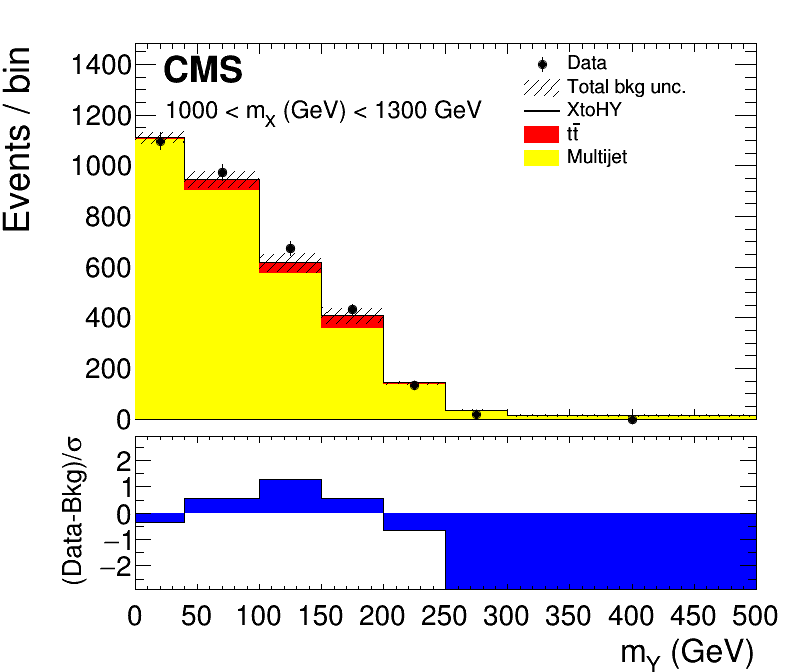 CMS
1000 < mX (GeV) < 1300 GeV
Data
Total bkg unc.
XtoHY
tt̄
Multijet
Events / bin
1400
1200
1000
800
600
400
200
0
(Data-Bkg)/σ
2
1
0
−1
−2
0 50 100 150 200 250 300 350 400 450 500
mY (GeV)